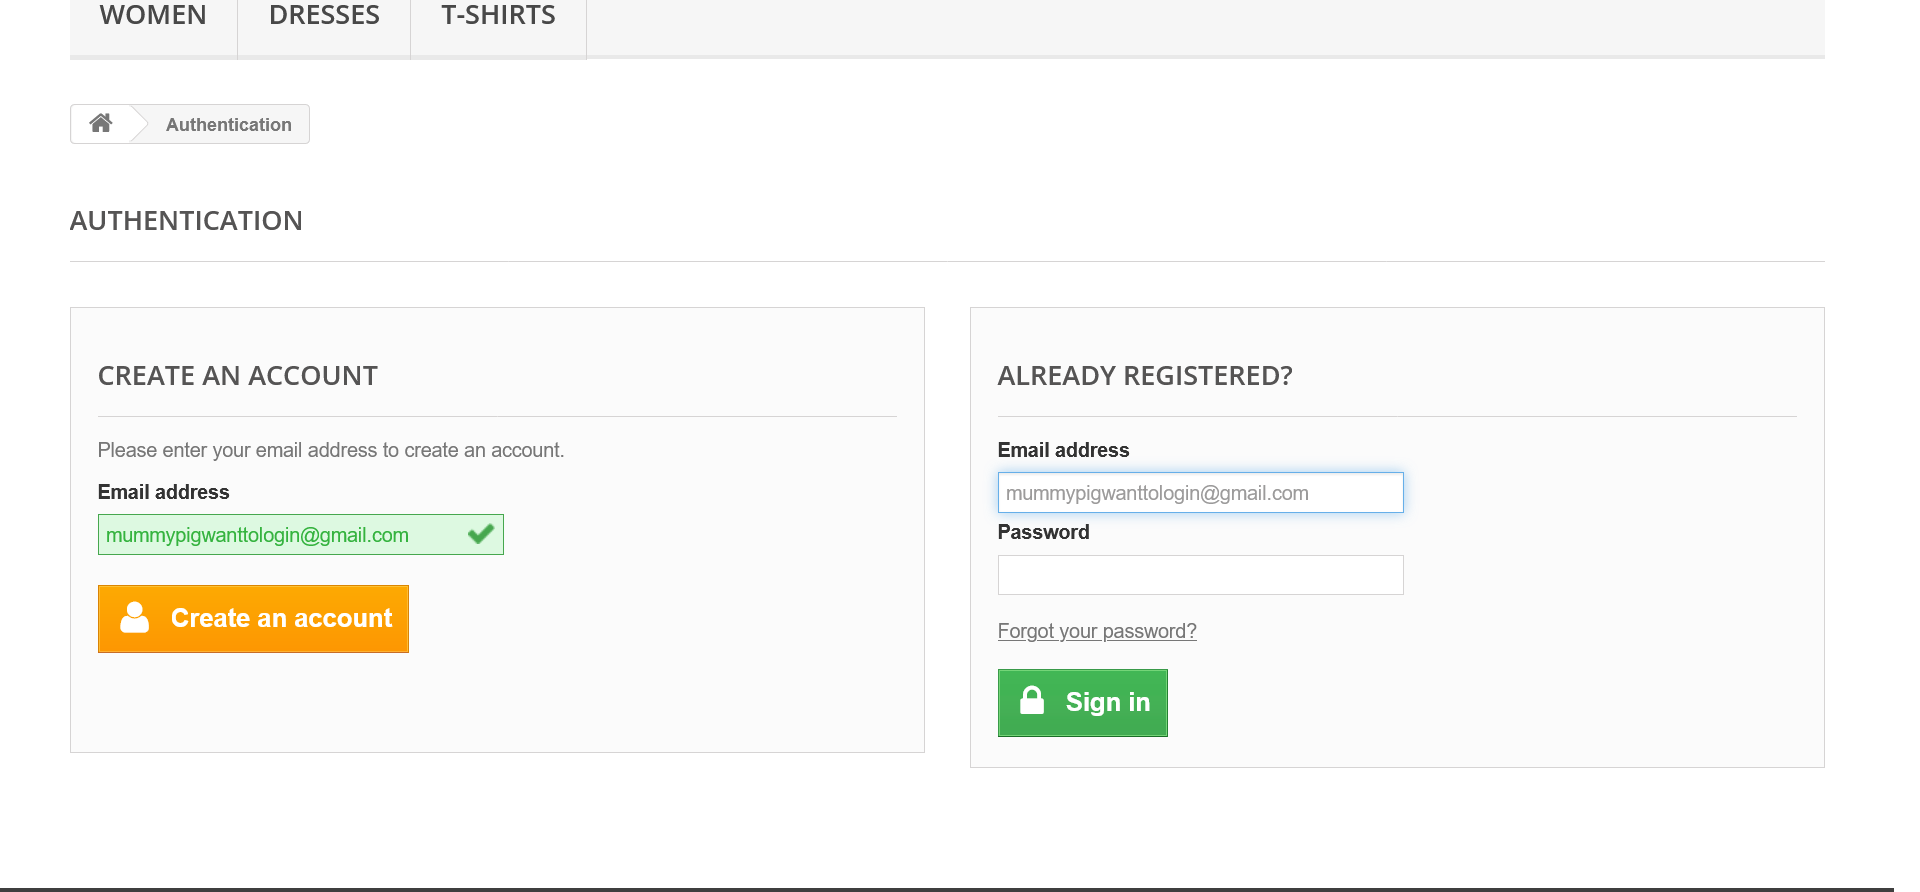 WOMEN DRESSES T-SHIRTS
Authentication
AUTHENTICATION
CREATE AN ACCOUNT
Please enter your email address to create an account.
Email address
mummypigwanttologin@gmail.com
Create an account
ALREADY REGISTERED?
Email address
mummypigwanttologin@gmail.com
Password
Forgot your password?
Sign in